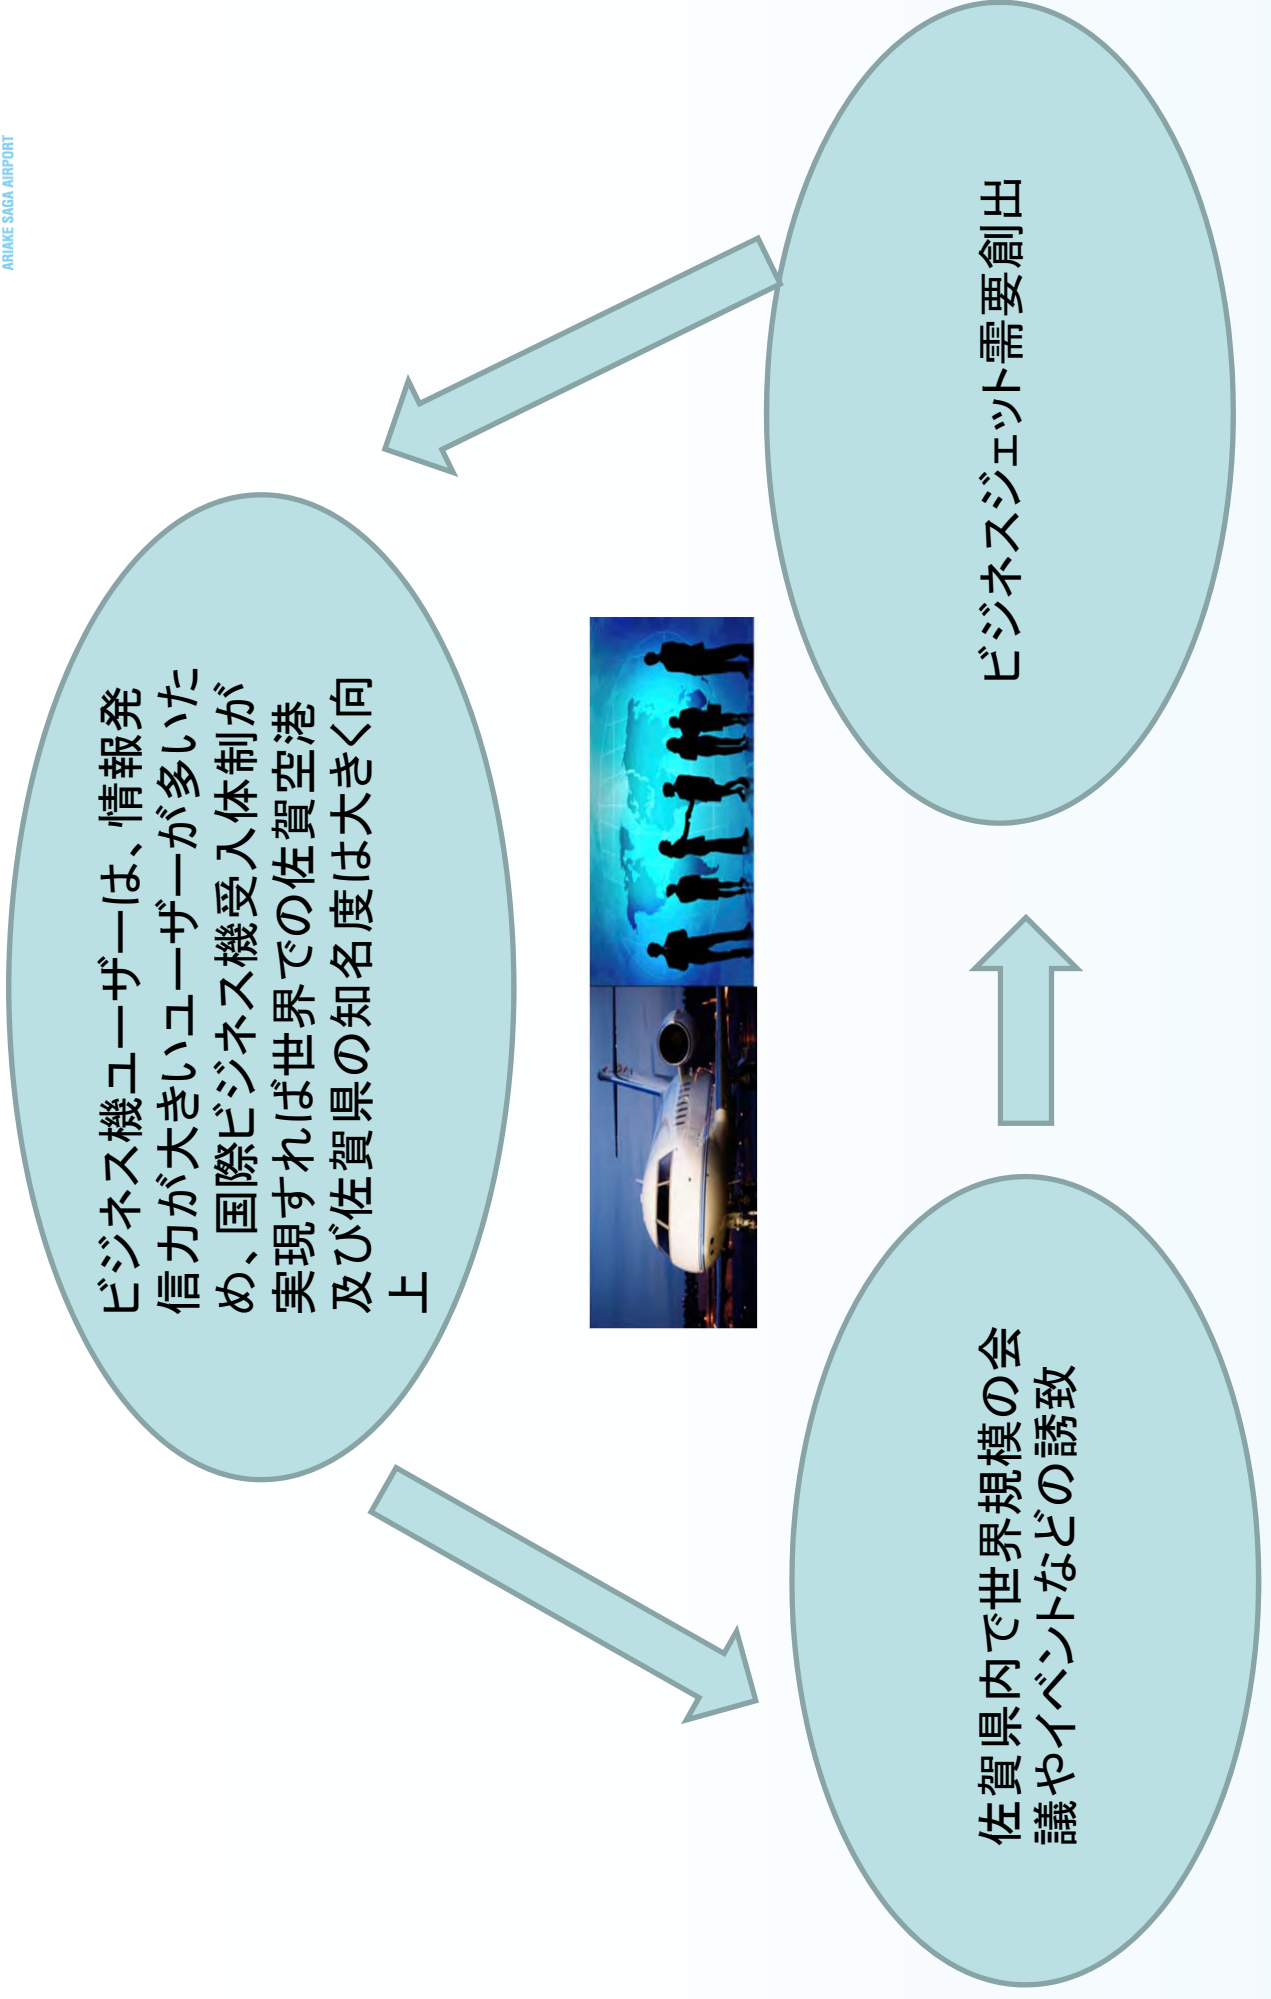 ARIAKE SAGA AIRPORT
ビジネス機ユーザーは、情報発
信力が大きいユーザーが多いた
め、国際ビジネス機受入体制が
実現すれば世界での佐賀空港
及び佐賀県の知名度は大きく向
上
佐賀県内で世界規模の会
議やイベントなどの誘致
ビジネスジェット需要創出